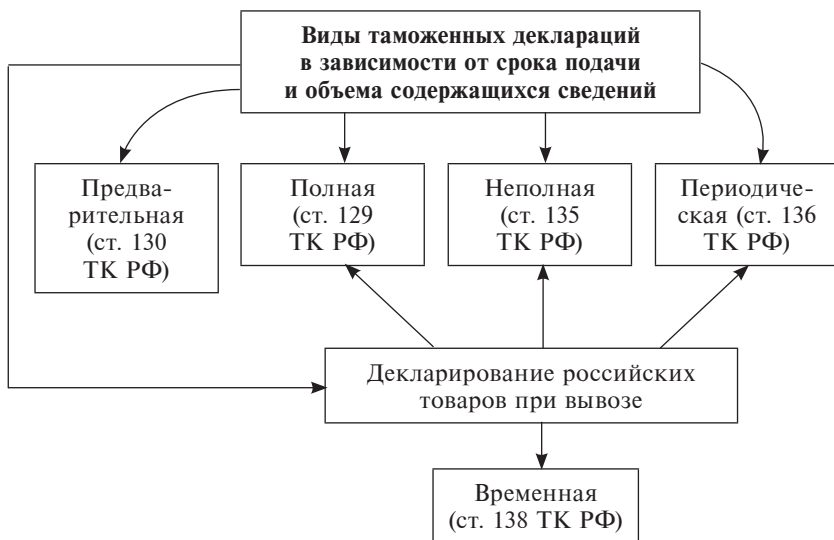 Виды таможенных деклараций
в зависимости от срока подачи
и объема содержащихся сведений
Предва-
рительная
(ст. 130
ТК РФ)
Полная
(ст. 129
ТК РФ)
Неполная
(ст. 135
ТК РФ)
Периодиче-
ская (ст. 136
ТК РФ)
Декларирование российских
товаров при вывозе
Временная
(ст. 138 ТК РФ)